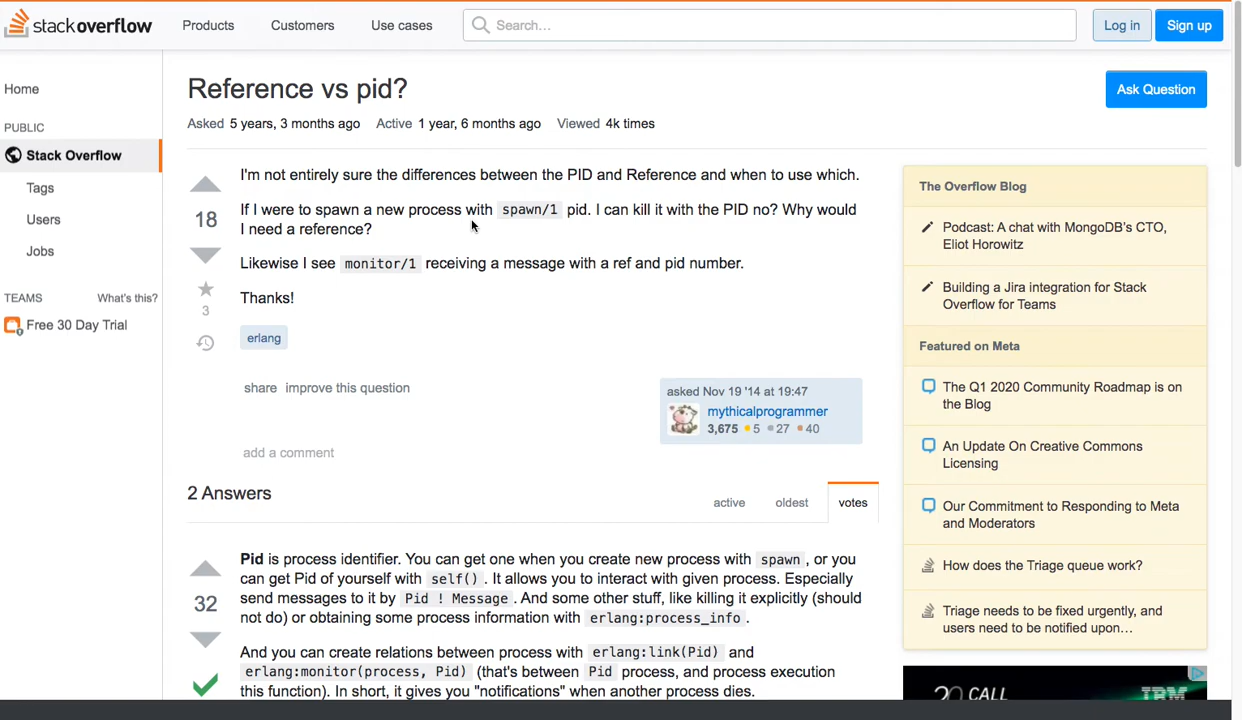 stackoverflow Products Customers Use cases Search... Log in Sign up
Home
PUBLIC
Stack Overflow
Tags
Users
Jobs
TEAMS What's this?
Free 30 Day Trial
Reference vs pid?
Ask Question
Asked 5 years, 3 months ago Active 1 year, 6 months ago Viewed 4k times
18
3
I'm not entirely sure the differences between the PID and Reference and when to use which.
If I were to spawn a new process with spawn/1 pid. I can kill it with the PID no? Why would
I need a reference?
Likewise I see monitor/1 receiving a message with a ref and pid number.
Thanks!
erlang
share improve this question
asked Nov 19 '14 at 19:47
mythicalprogrammer
3,675 5 27 40
add a comment
2 Answers
active oldest votes
32
Pid is process identifier. You can get one when you create new process with spawn, or you
can get Pid of yourself with self(). It allows you to interact with given process. Especially
send messages to it by Pid ! Message. And some other stuff, like killing it explicitly (should
not do) or obtaining some process information with erlang:process_info.
And you can create relations between process with erlang:link(Pid) and
erlang:monitor(process, Pid) (that's between Pid process, and process execution
this function). In short, it gives you "notifications" when another process dies.
The Overflow Blog
Podcast: A chat with MongoDB's CTO,
Eliot Horowitz
Building a Jira integration for Stack
Overflow for Teams
Featured on Meta
The Q1 2020 Community Roadmap is on
the Blog
An Update On Creative Commons
Licensing
Our Commitment to Responding to Meta
and Moderators
How does the Triage queue work?
Triage needs to be fixed urgently, and
users need to be notified upon...
CALL
IBM